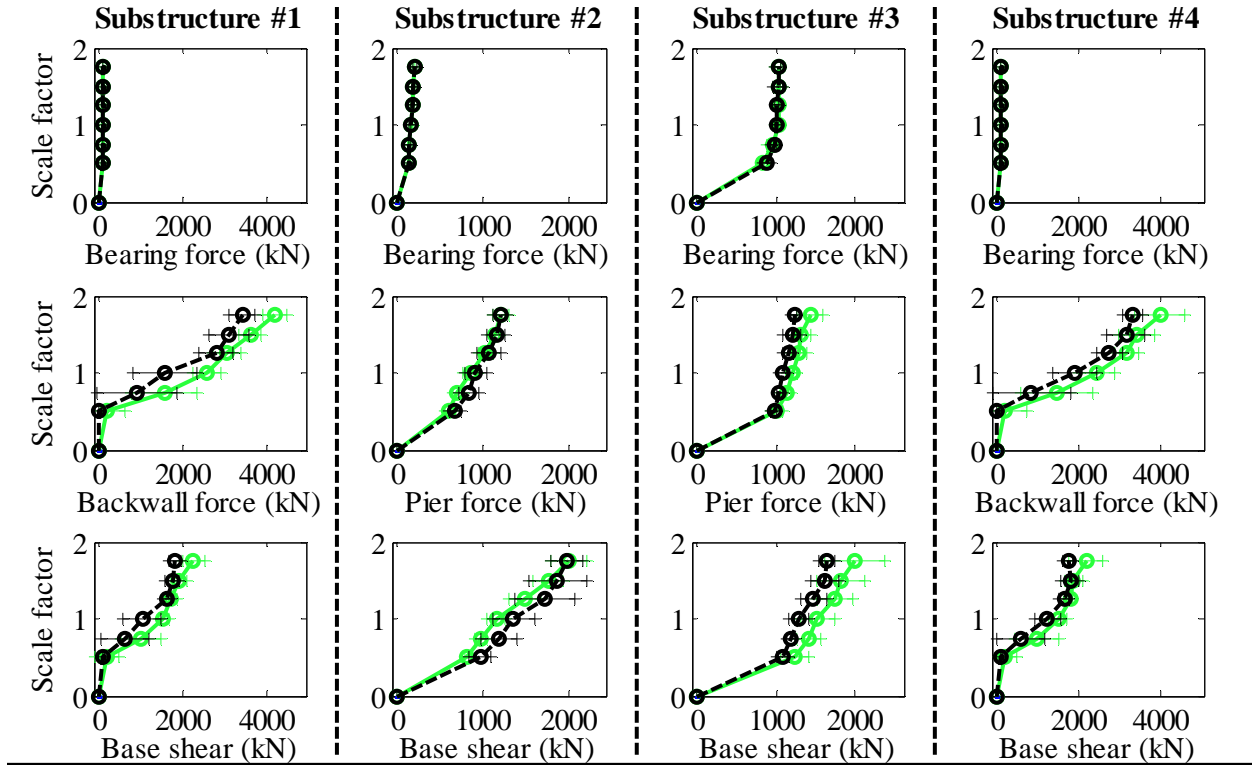 Substructure #1 Substructure #2 Substructure #3 Substructure #4
Scale factor
2 2 2 2
1 1 1 1
0 0 0 0
0 2000 4000 0 1000 2000 0 1000 2000 0 2000 4000
Bearing force (kN) Bearing force (kN) Bearing force (kN) Bearing force (kN)
Scale factor
2 2 2 2
1 1 1 1
0 0 0 0
0 2000 4000 0 1000 2000 0 1000 2000 0 2000 4000
Backwall force (kN) Pier force (kN) Pier force (kN) Backwall force (kN)
Scale factor
2 2 2 2
1 1 1 1
0 0 0 0
0 2000 4000 0 1000 2000 0 1000 2000 0 2000 4000
Base shear (kN) Base shear (kN) Base shear (kN) Base shear (kN)